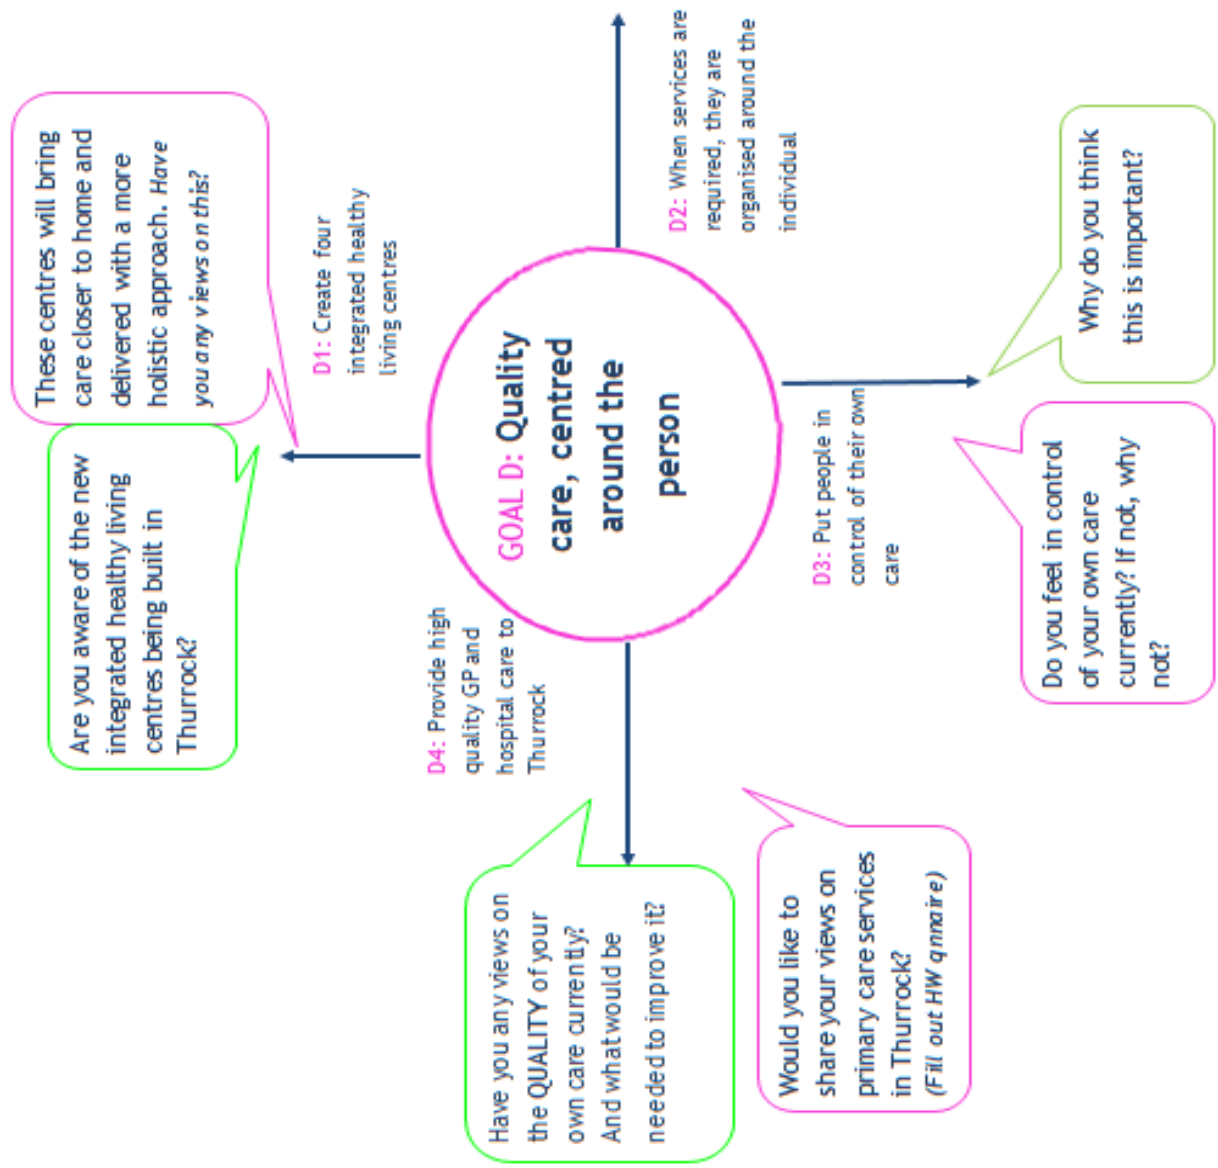 Are you aware of the new
integrated healthy living
centres being built in
Thurrock?
These centres will bring
care closer to home and
delivered with a more
holistic approach. Have
you any views on this?
D1: Create four
integrated healthy
living centres
D4: Provide high
quality GP and
hospital care to
Thurrock
GOAL D: Quality
care, centred
around the
person
D2: When services are
required, they are
organised around the
individual
Have you any views on
the QUALITY of your
own care currently?
And what would be
needed to improve it?
Would you like to
share your views on
primary care services
in Thurrock?
(Fill out HW qnnaire)
D3: Put people in
control of their own
care
Do you feel in control
of your own care
currently? If not, why
not?
Why do you think
this is important?